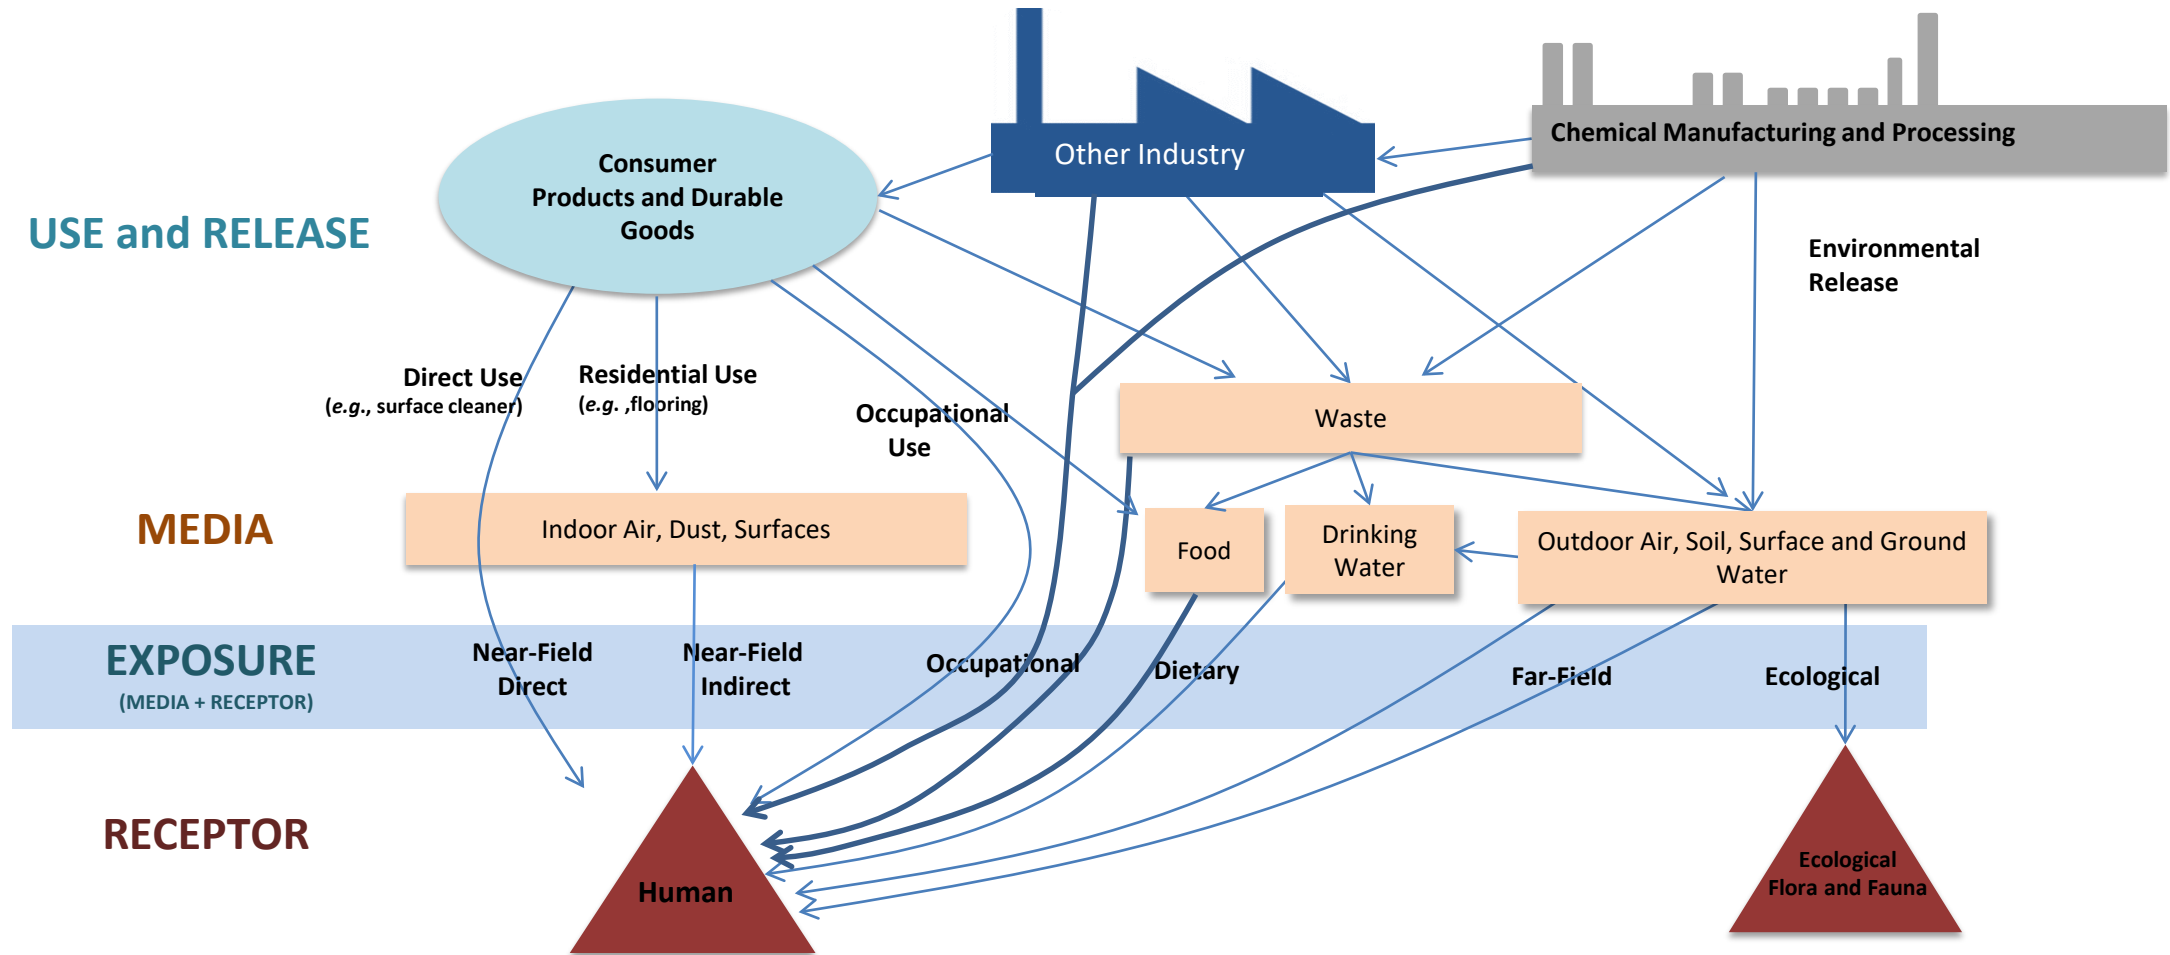 Other Industry
Chemical Manufacturing and Processing
Consumer
Products and Durable
Goods
USE and RELEASE
Environmental
Release
Direct Use
(e.g., surface cleaner)
Residential Use
(e.g. ,flooring)
Occupational
Use
Waste
MEDIA
Indoor Air, Dust, Surfaces
Food
Drinking
Water
Outdoor Air, Soil, Surface and Ground
Water
EXPOSURE
(MEDIA + RECEPTOR)
Near-Field
Direct
Near-Field
Indirect
Occupational
Dietary
Far-Field
Ecological
RECEPTOR
Human
Ecological
Flora and Fauna